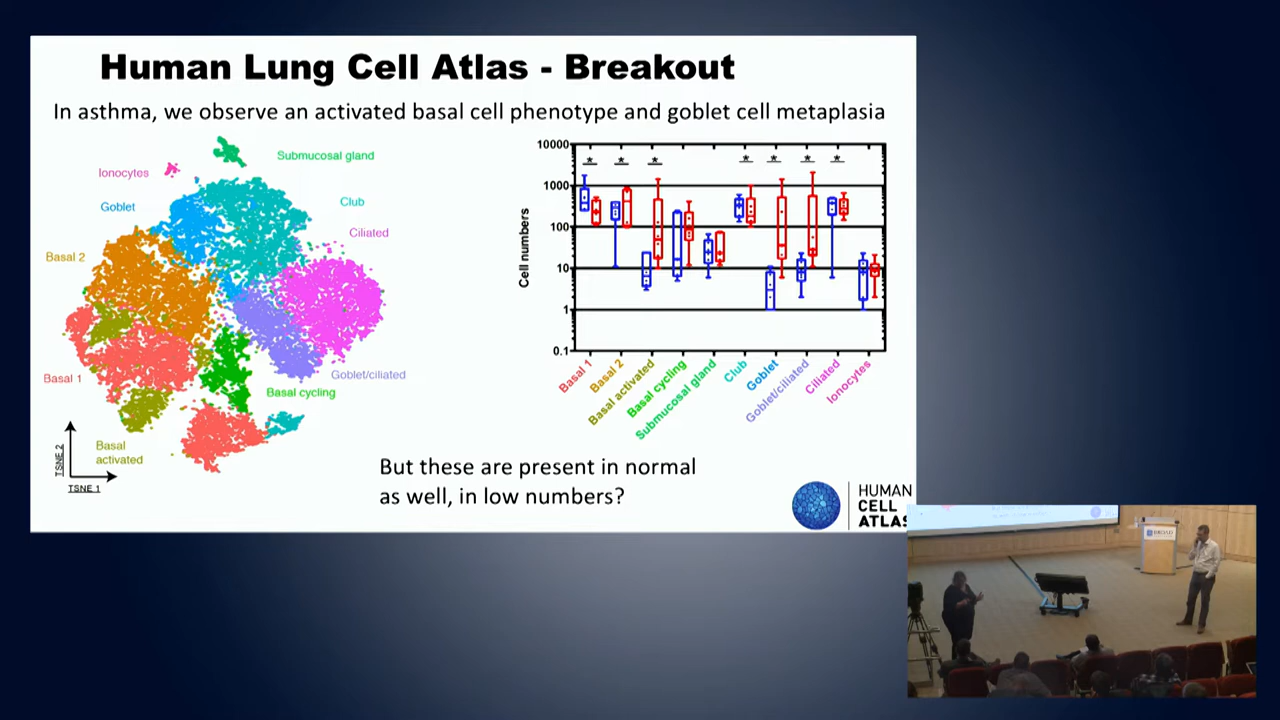 Human Lung Cell Atlas - Breakout
In asthma, we observe an activated basal cell phenotype and goblet cell metaplasia
Submucosal gland
Ionocytes
Goblet
Club
Ciliated
Basal 2
Basal 1
Goblet/ciliated
Basal cycling
Basal
activated
TSNE 2
TSNE 1
Cell numbers
10000
1000
100
10
1
0.1
* * * * * * *
Basal 1
Basal 2
Basal activated
Basal cycling
Submucosal gland
Club
Goblet
Goblet/ciliated
Ciliated
Ionocytes
But these are present in normal
as well, in low numbers?
HUMAN
CELL
ATLAS
BROAD